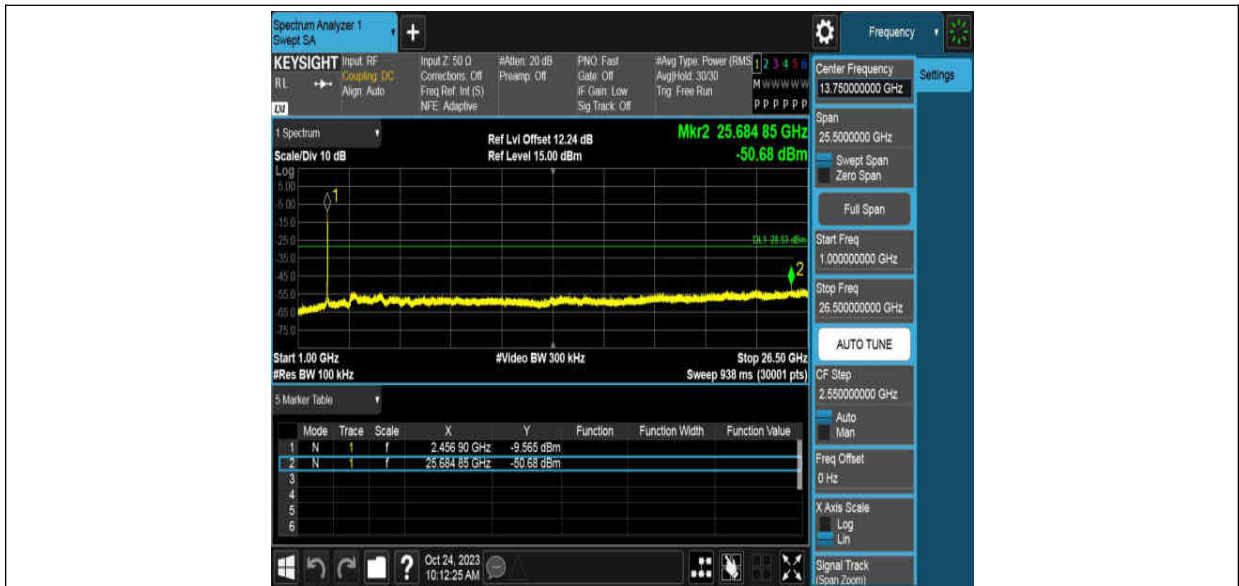 Spectrum Analyzer 1
Swept SA
+
Frequency
KEYSIGHT
RL
LXI
Input: RF
Coupling: DC
Align: Auto
Input Z: 50 Ω
Corrections: Off
Freq Ref: Int (S)
NFE: Adaptive
#Atten: 20 dB
Preamp: Off
PNO: Fast
Gate: Off
IF Gain: Low
Sig Track: Off
#Avg Type: Power (RMS
Avg|Hold: 30/30
Trig: Free Run
1 2 3 4 5 6
M W W W W W
P P P P P P
Center Frequency
13.750000000 GHz
Settings
1 Spectrum
Scale/Div 10 dB
Ref Lvl Offset 12.24 dB
Ref Level 15.00 dBm
Mkr2 25.684 85 GHz
-50.68 dBm
Span
25.5000000 GHz
Swept Span
Zero Span
Full Span
Start Freq
1.000000000 GHz
Stop Freq
26.500000000 GHz
AUTO TUNE
CF Step
2.550000000 GHz
Auto
Man
Freq Offset
0 Hz
X Axis Scale
Log
Lin
Signal Track
(Span Zoom)
Log
5.00
-5.00
-15.0
-25.0
-35.0
-45.0
-55.0
-65.0
-75.0
1
DL1 -28.53 dBm
2
Start 1.00 GHz
#Video BW 300 kHz
Stop 26.50 GHz
#Res BW 100 kHz
Sweep 938 ms (30001 pts)
5 Marker Table
Mode Trace Scale X Y Function Function Width Function Value
1 N 1 f 2.456 90 GHz -9.565 dBm
2 N 1 f 25.684 85 GHz -50.68 dBm
3
4
5
6
?
Oct 24, 2023
10:12:25 AM